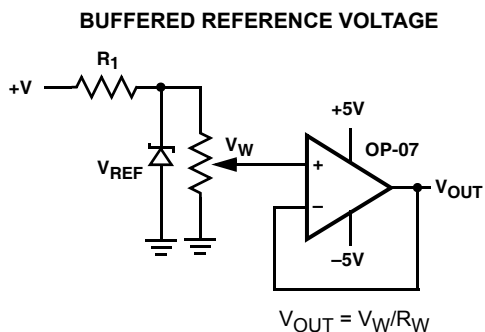 BUFFERED REFERENCE VOLTAGE
R1
+V
VREF
VW
+5V
OP-07
+
–
VOUT
–5V
VOUT = VW/RW